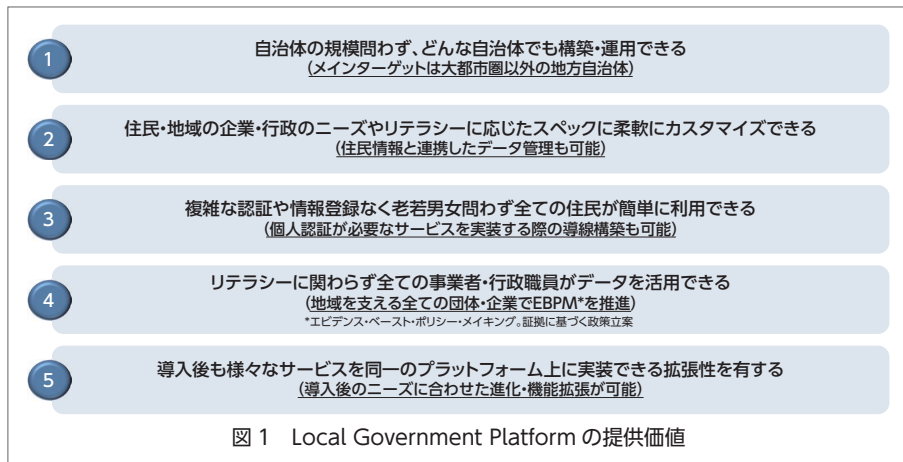 1
自治体の規模問わず、どんな自治体でも構築・運用できる
(メインターゲットは大都市圏以外の地方自治体)
2
住民・地域の企業・行政のニーズやリテラシーに応じたスペックに柔軟にカスタマイズできる
(住民情報と連携したデータ管理も可能)
3
複雑な認証や情報登録なく老若男女問わず全ての住民が簡単に利用できる
(個人認証が必要なサービスを実装する際の導線構築も可能)
4
リテラシーに関わらず全ての事業者・行政職員がデータを活用できる
(地域を支える全ての団体・企業でEBPM*を推進)
*エビデンス・ベースト・ポリシー・メイキング。証拠に基づく政策立案
5
導入後も様々なサービスを同一のプラットフォーム上に実装できる拡張性を有する
(導入後のニーズに合わせた進化・機能拡張が可能)
図 1 Local Government Platform の提供価値